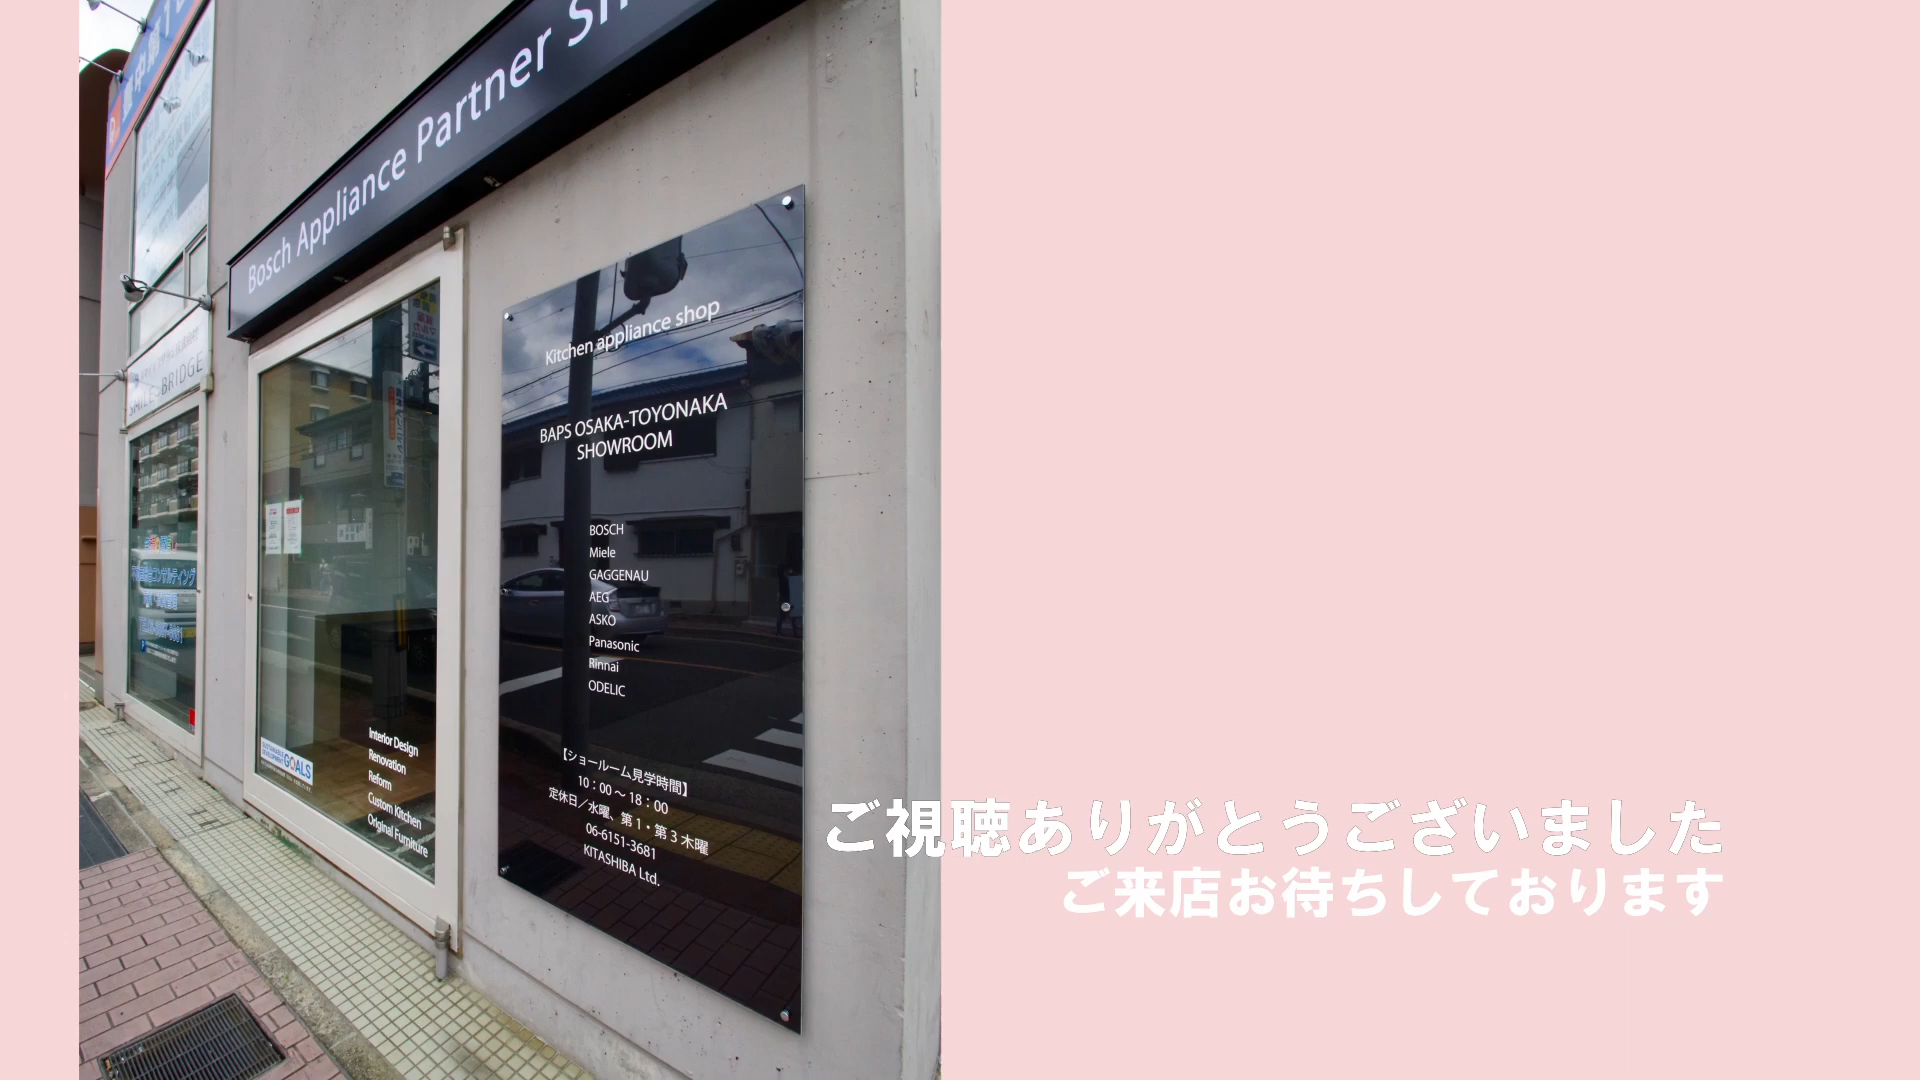 Bosch Appliance Partner
Kitchen appliance shop
BAPS OSAKA-TOYONAKA
SHOWROOM
BOSCH
Miele
GAGGENAU
AEG
ASKO
Panasonic
Rinnai
ODELIC
【ショールーム見学時間】
10：00 〜 18：00
定休日／水曜、第 1・第 3 木曜
06-6151-3681
KITASHIBA Ltd.
Interior Design
Renovation
Reform
Custom Kitchen
Original Furniture
SMILE BRIDGE
GOALS
ご視聴ありがとうございました
ご来店お待ちしております